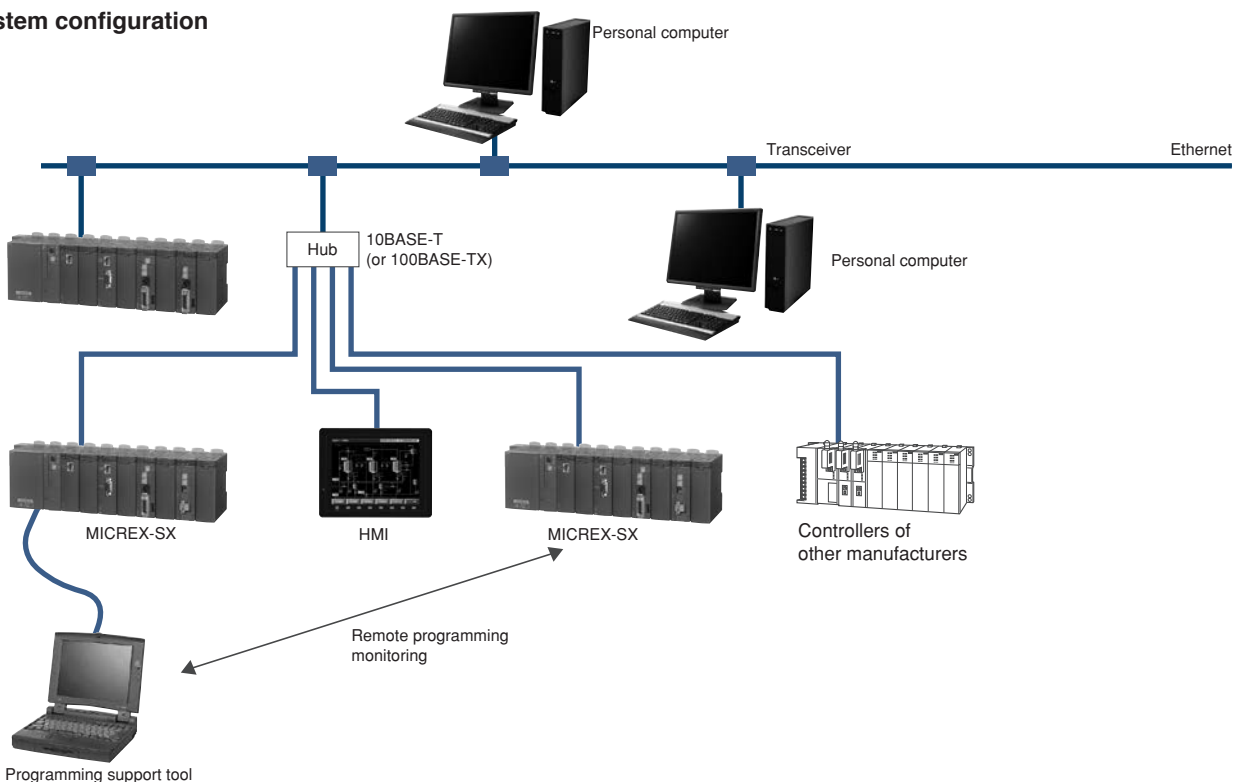 stem configuration
Personal computer
Transceiver
Ethernet
Hub
10BASE-T
(or 100BASE-TX)
Personal computer
MICREX-SX
HMI
MICREX-SX
Controllers of
other manufacturers
Remote programming
monitoring
Programming support tool